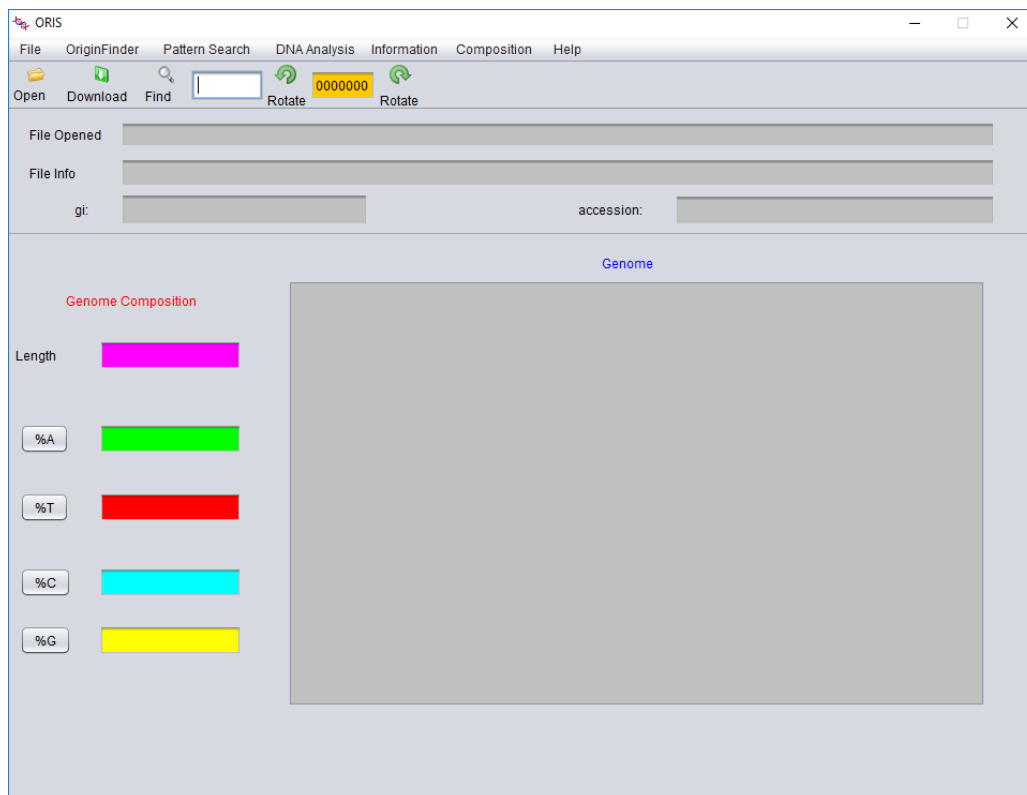 ORIS
File OriginFinder Pattern Search DNA Analysis Information Composition Help
Open Download Find Rotate 0000000 Rotate
File Opened
File Info
gi: accession:
Genome
Genome Composition
Length
%A
%T
%C
%G